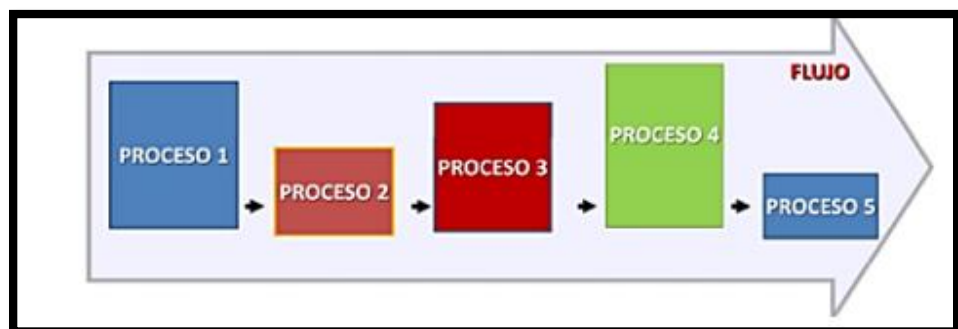 FLUJO
PROCESO 1
PROCESO 2
PROCESO 3
PROCESO 4
PROCESO 5